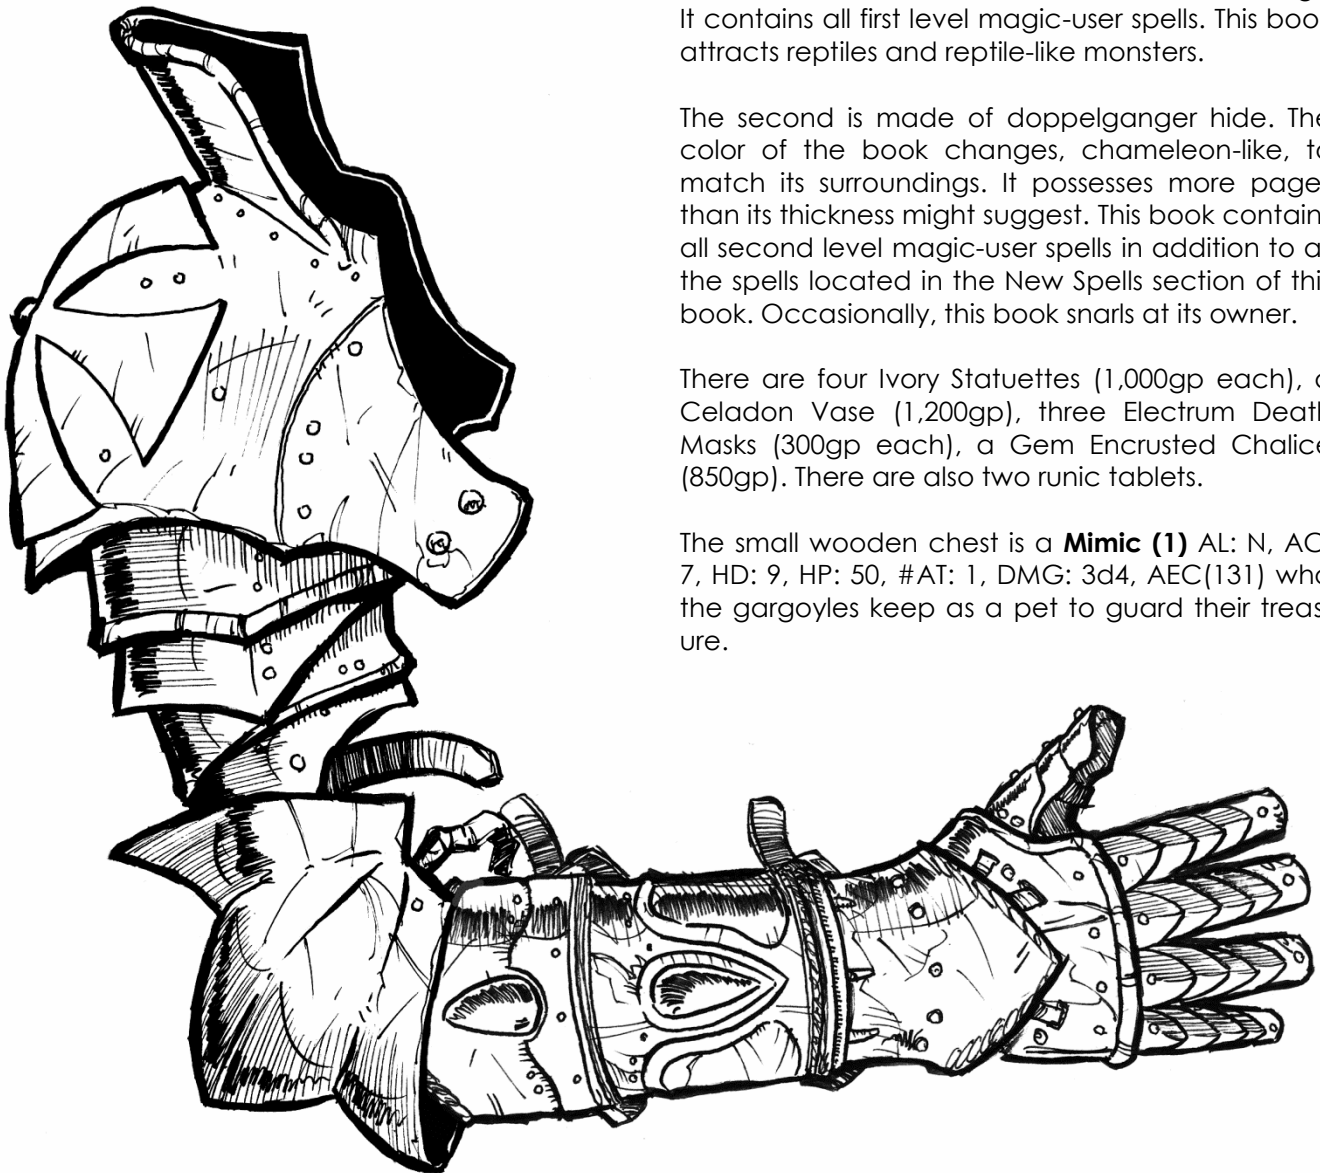 It contains all first level magic-user spells. This boo
attracts reptiles and reptile-like monsters.
The second is made of doppelganger hide. The
color of the book changes, chameleon-like, to
match its surroundings. It possesses more page
than its thickness might suggest. This book contain
all second level magic-user spells in addition to a
the spells located in the New Spells section of thi
book. Occasionally, this book snarls at its owner.
There are four Ivory Statuettes (1,000gp each), a
Celadon Vase (1,200gp), three Electrum Death
Masks (300gp each), a Gem Encrusted Chalice
(850gp). There are also two runic tablets.
The small wooden chest is a Mimic (1) AL: N, AC
7, HD: 9, HP: 50, #AT: 1, DMG: 3d4, AEC(131) who
the gargoyles keep as a pet to guard their treas
ure.